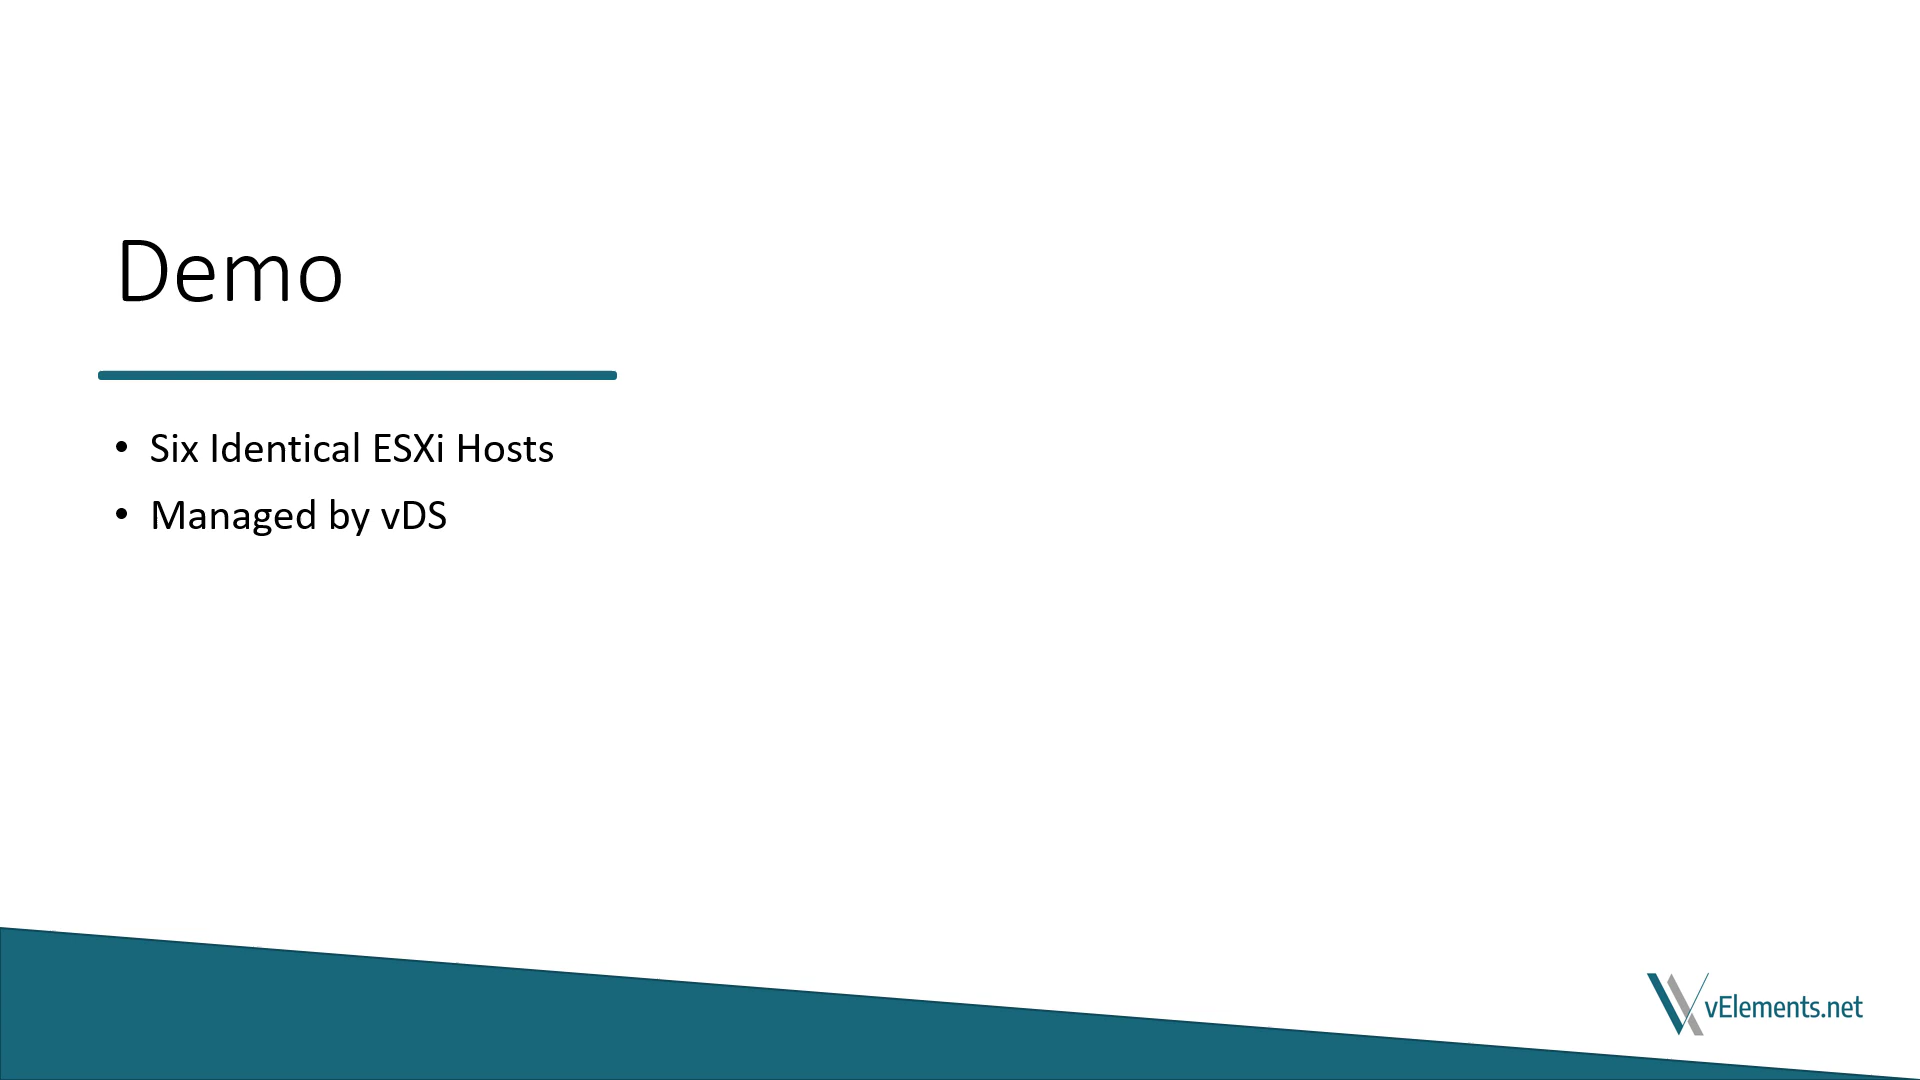 Demo
• Six Identical ESXi Hosts
• Managed by vDS
vElements.net